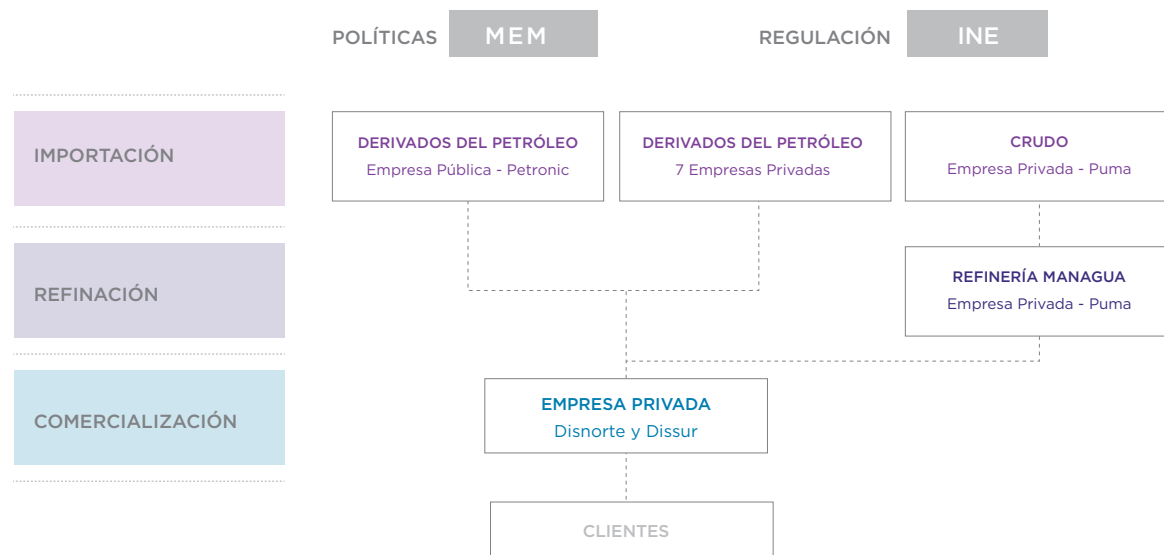 POLÍTICAS MEM REGULACIÓN INE
IMPORTACIÓN
DERIVADOS DEL PETRÓLEO
Empresa Pública - Petronic
DERIVADOS DEL PETRÓLEO
7 Empresas Privadas
CRUDO
Empresa Privada - Puma
REFINACIÓN
REFINERÍA MANAGUA
Empresa Privada - Puma
COMERCIALIZACIÓN
EMPRESA PRIVADA
Disnorte y Dissur
CLIENTES